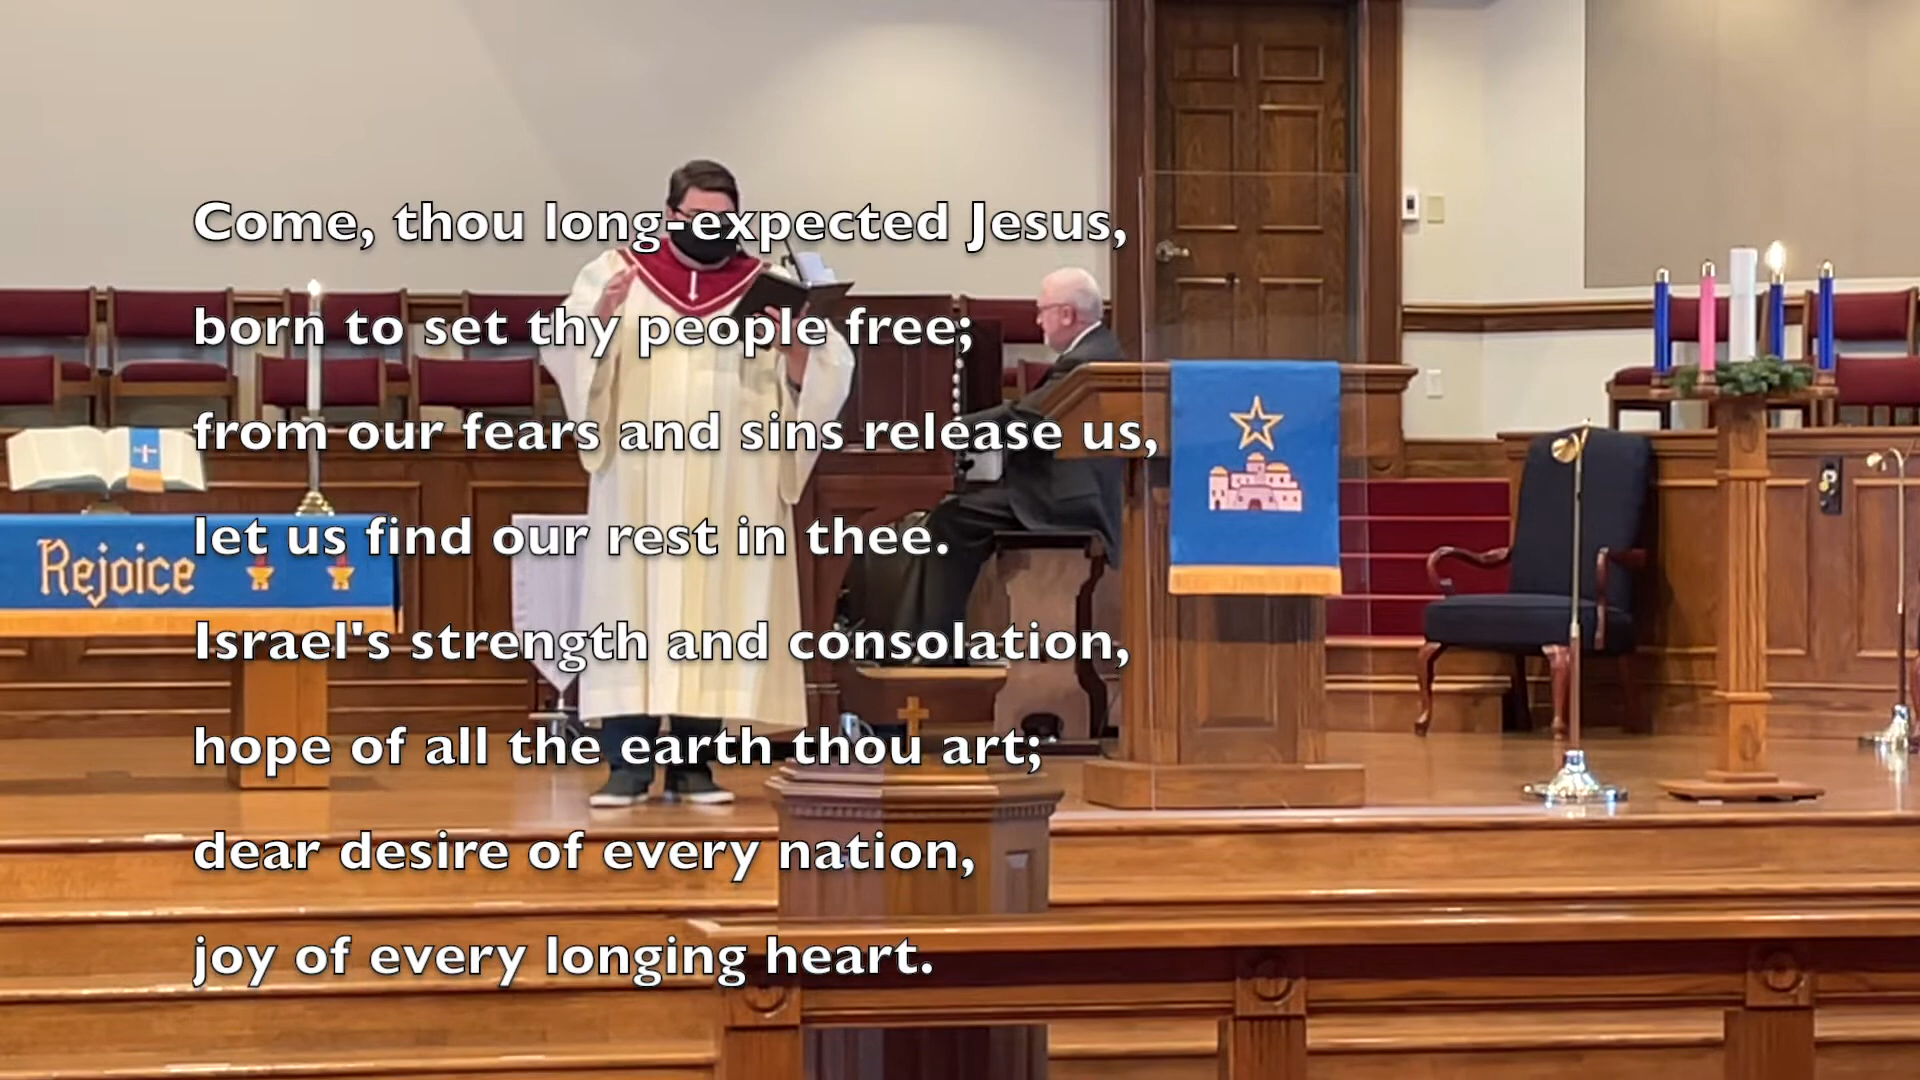 Come, thou long-expected Jesus,
born to set thy people free;
from our fears and sins release us,
let us find our rest in thee.
Israel's strength and consolation,
hope of all the earth thou art;
dear desire of every nation,
joy of every longing heart.
Rejoice